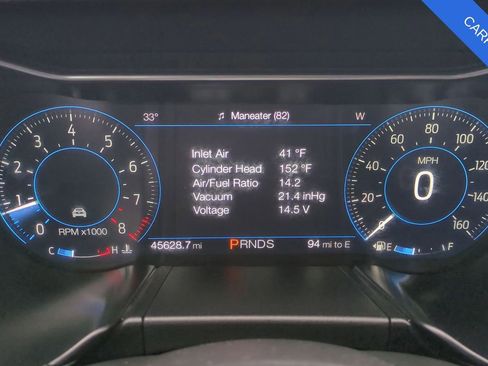 CARF
33° ♫ Maneater (82) W
Inlet Air 41 °F
Cylinder Head 152 °F
Air/Fuel Ratio 14.2
Vacuum 21.4 inHg
Voltage 14.5 V
0 1 2 3 4 5 6 7 8
RPM x1000
C H
45628.7 mi PRNDS 94 mi to E
0 20 40 60 80 100 120 140 160
MPH
0
E F